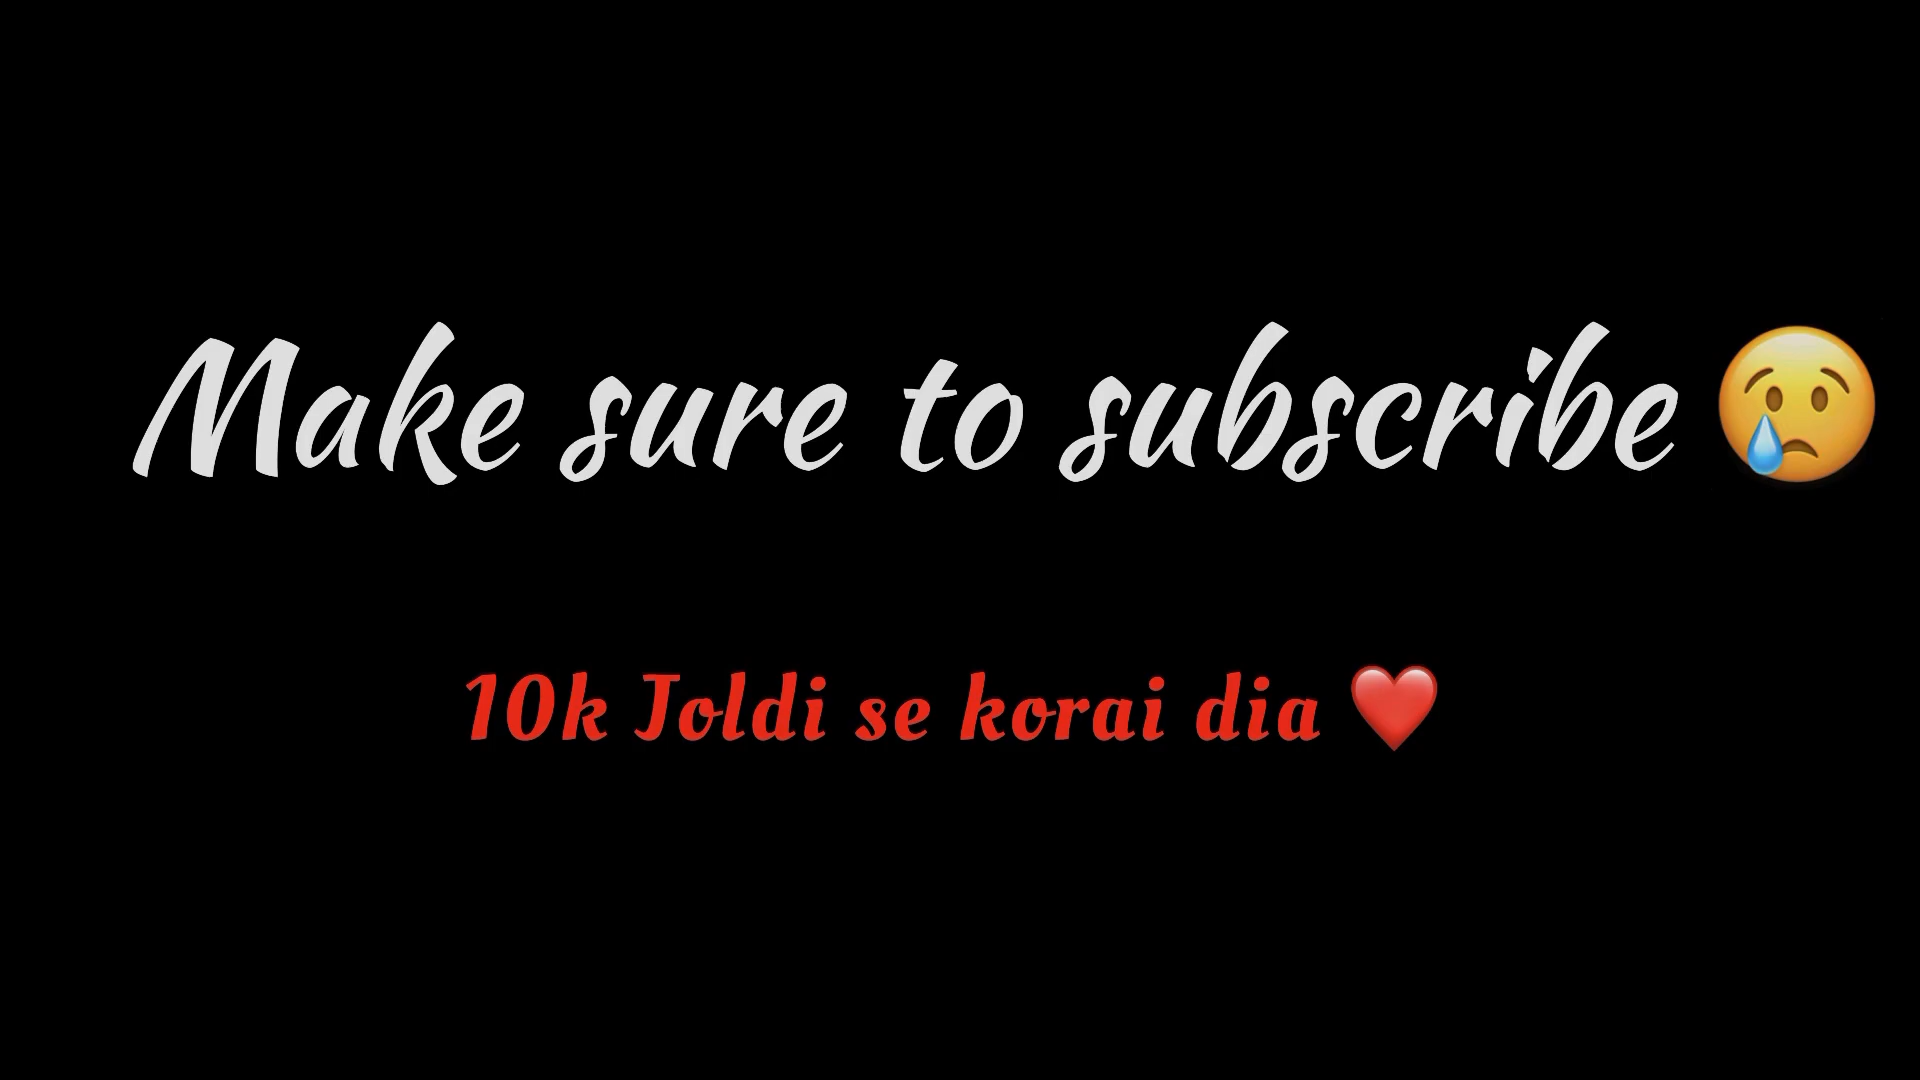 Make sure to subscribe 😢
10k Joldi se korai dia ❤️